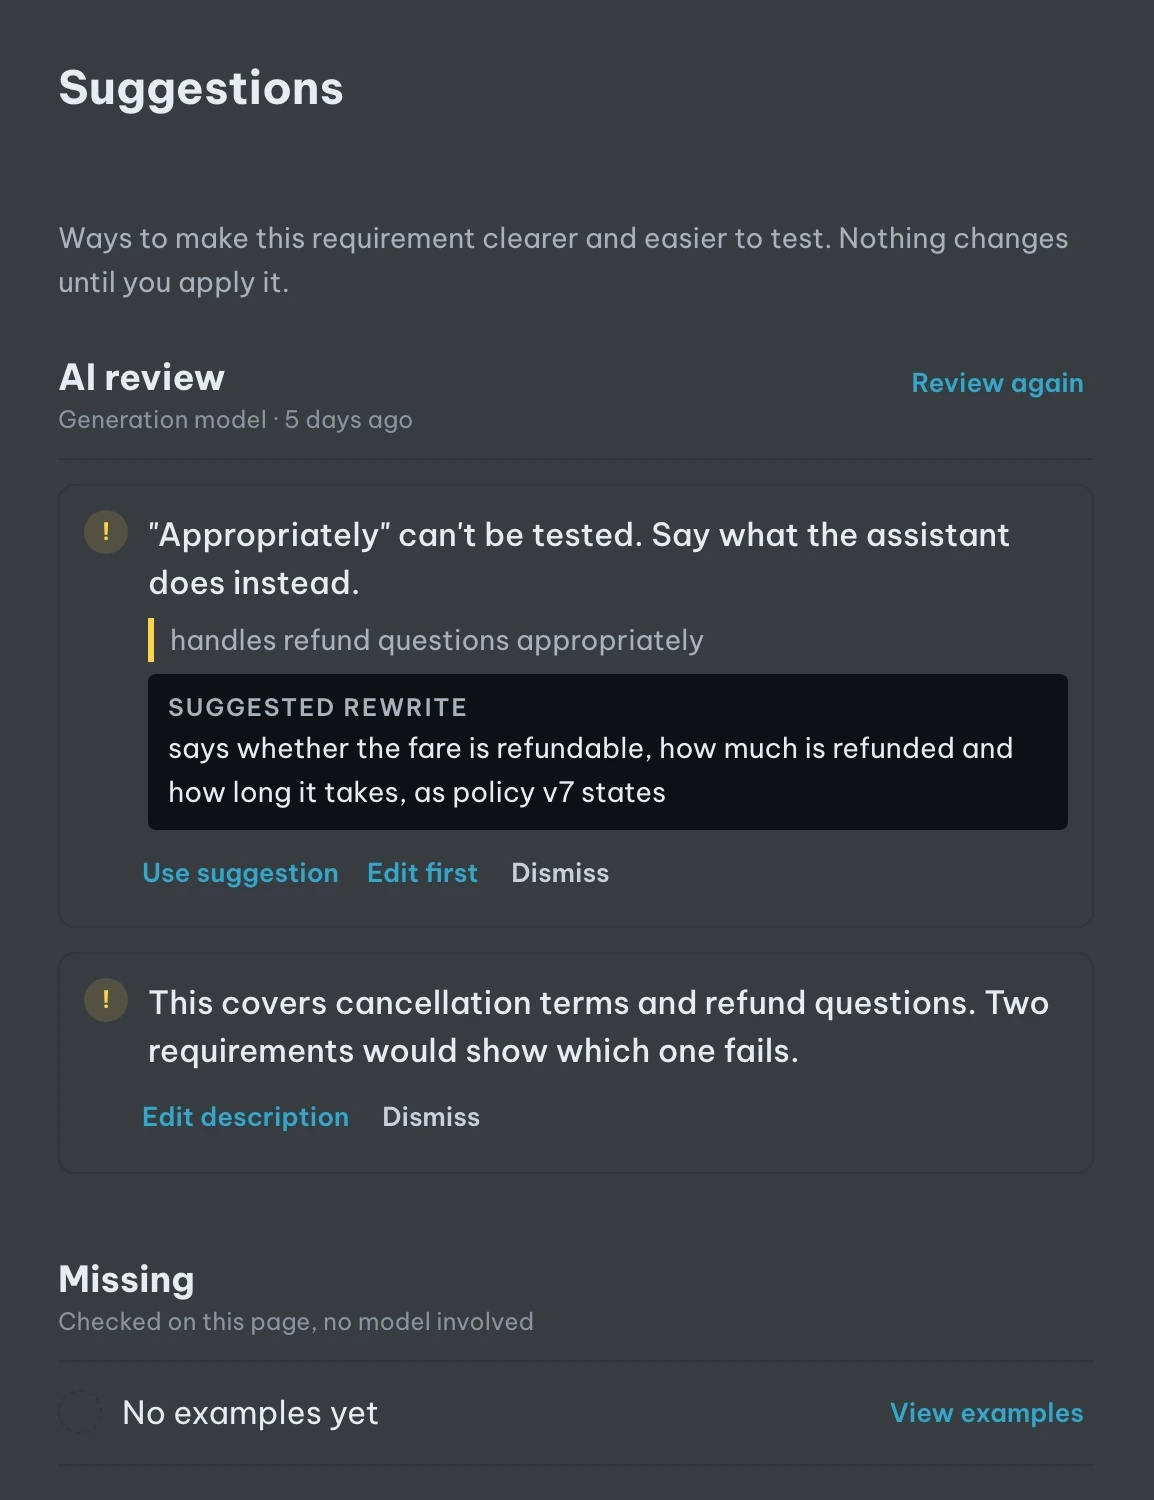 Suggestions
Ways to make this requirement clearer and easier to test. Nothing changes
until you apply it.
AI review
Review again
Generation model · 5 days ago
!
"Appropriately" can't be tested. Say what the assistant
does instead.
handles refund questions appropriately
SUGGESTED REWRITE
says whether the fare is refundable, how much is refunded and
how long it takes, as policy v7 states
Use suggestion Edit first Dismiss
!
This covers cancellation terms and refund questions. Two
requirements would show which one fails.
Edit description Dismiss
Missing
Checked on this page, no model involved
No examples yet
View examples